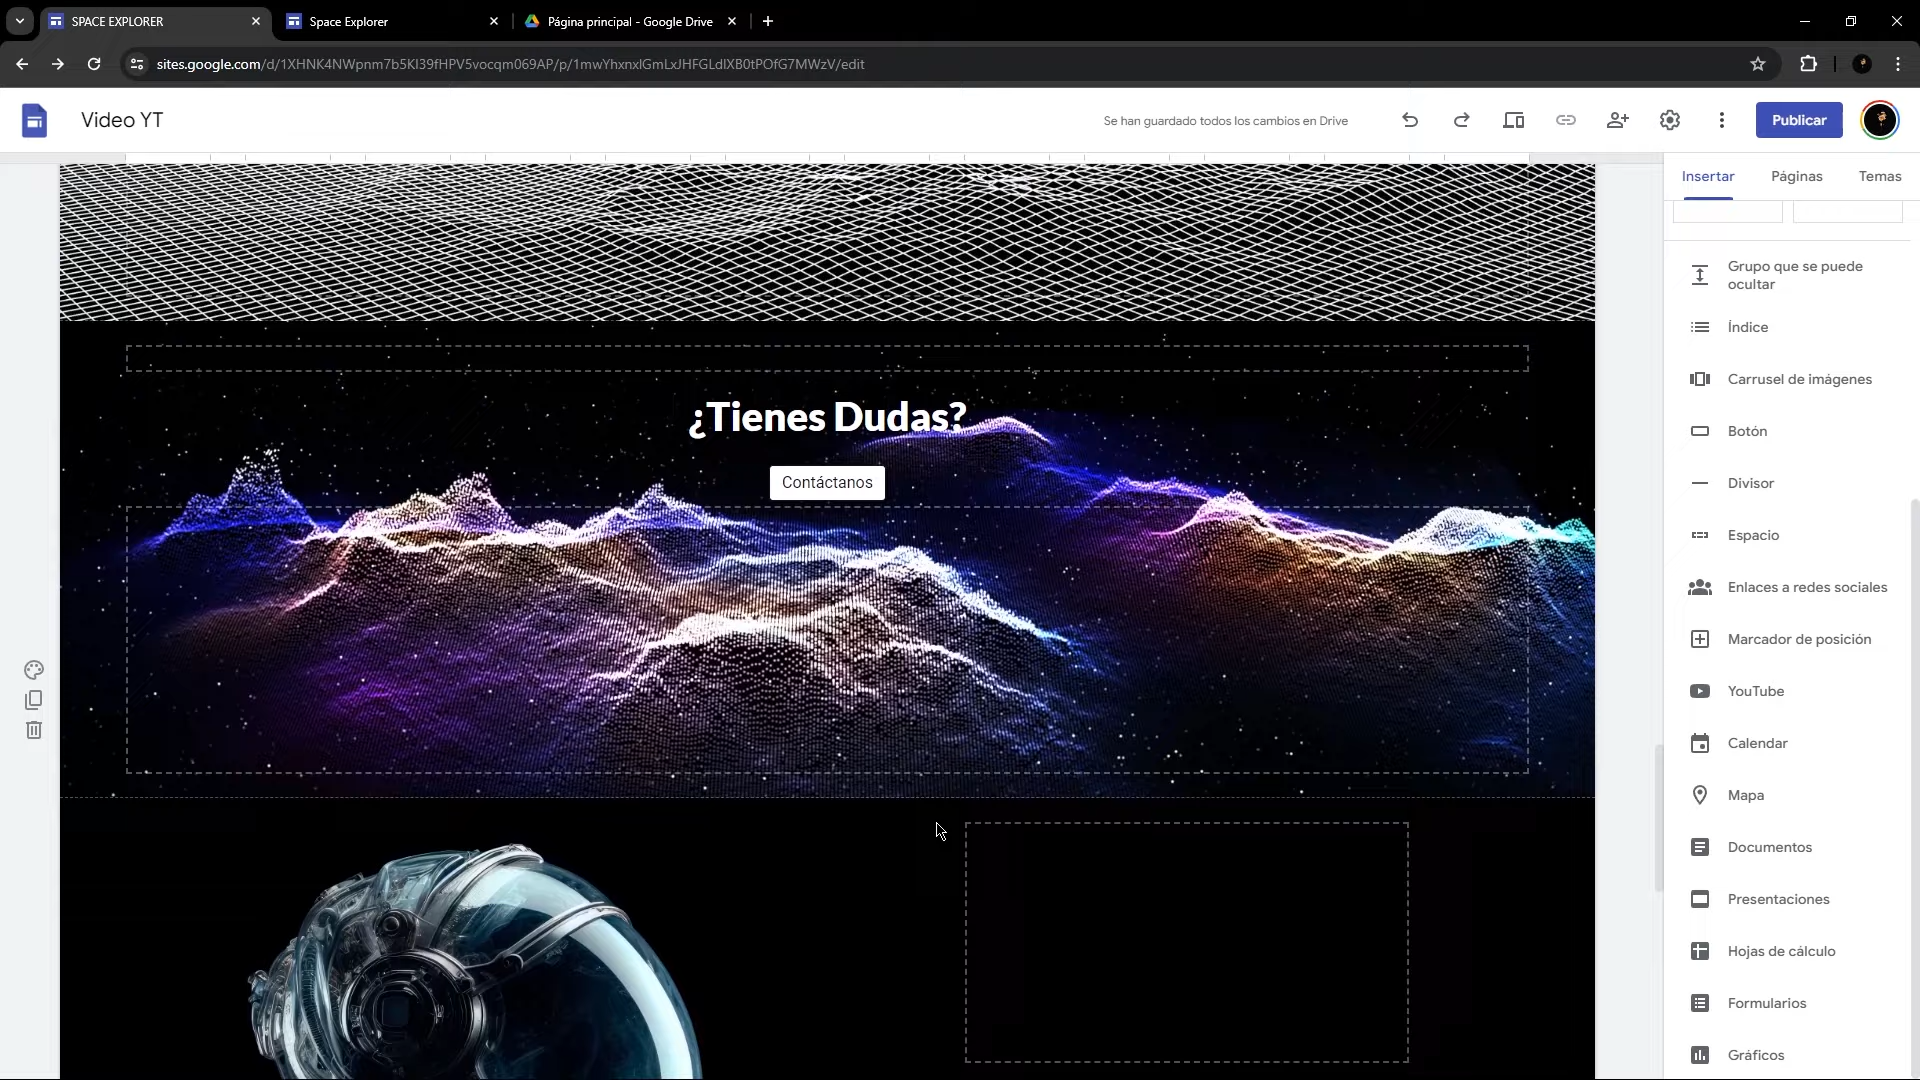 SPACE EXPLORER
Space Explorer
Página principal - Google Drive
sites.google.com/d/1XHNK4NWpnm7b5Kl39fHPV5vocqm069AP/p/1mwYhxnxlGmLxJHFGLdlXB0tPOfG7MWzV/edit
Video YT
Se han guardado todos los cambios en Drive
Publicar
Insertar
Páginas
Temas
Grupo que se puede
ocultar
Índice
Carrusel de imágenes
Botón
Divisor
Espacio
Enlaces a redes sociales
Marcador de posición
YouTube
Calendar
Mapa
Documentos
Presentaciones
Hojas de cálculo
Formularios
Gráficos
¿Tienes Dudas?
Contáctanos